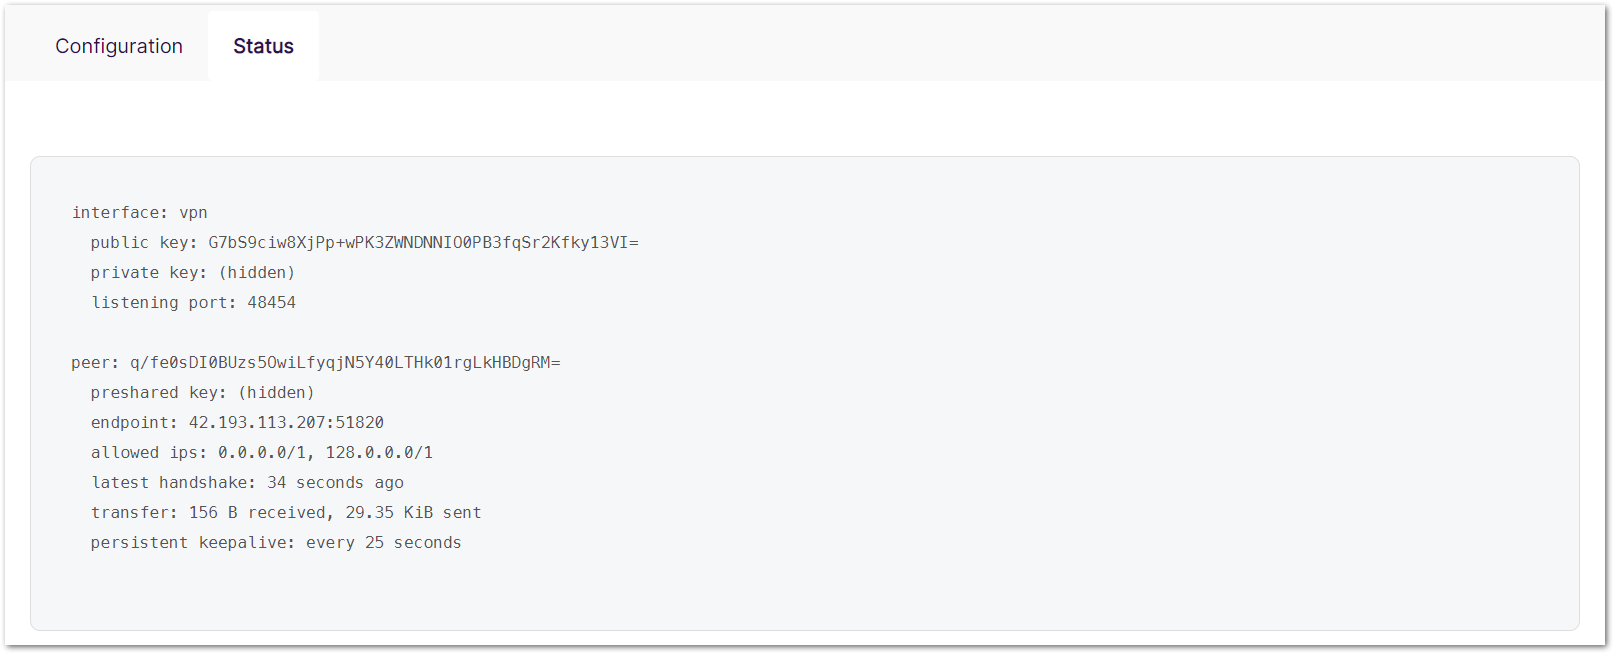 Configuration
Status
interface: vpn
public key: G7bS9ciw8XjPp+wPK3ZWNDNNIO0PB3fqSr2Kfky13VI=
private key: (hidden)
listening port: 48454
peer: q/fe0sDI0BUzs5OwiLfyqjN5Y40LTHk01rgLkHBDgRM=
preshared key: (hidden)
endpoint: 42.193.113.207:51820
allowed ips: 0.0.0.0/1, 128.0.0.0/1
latest handshake: 34 seconds ago
transfer: 156 B received, 29.35 KiB sent
persistent keepalive: every 25 seconds